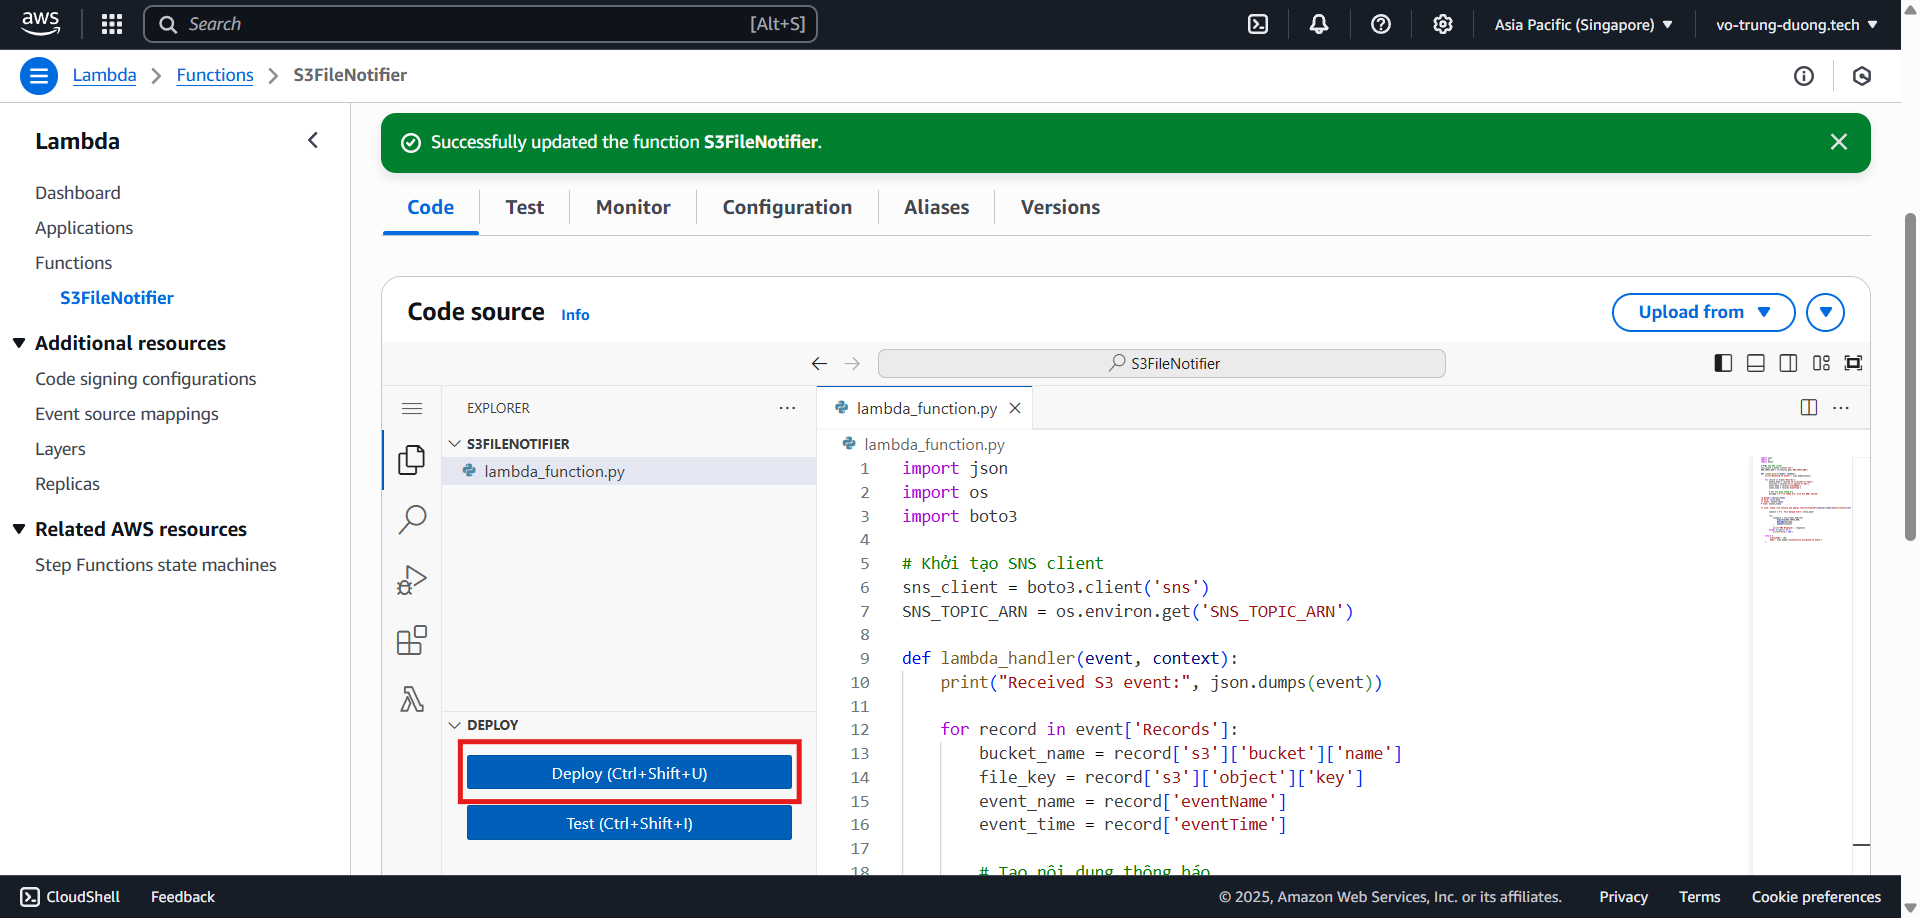 aws
Search
[Alt+S]
Asia Pacific (Singapore)
vo-trung-duong.tech
Lambda
Functions
S3FileNotifier
Lambda
Dashboard
Applications
Functions
S3FileNotifier
Additional resources
Code signing configurations
Event source mappings
Layers
Replicas
Related AWS resources
Step Functions state machines
Successfully updated the function S3FileNotifier.
Code
Test
Monitor
Configuration
Aliases
Versions
Code source
Info
Upload from
S3FileNotifier
EXPLORER
S3FILENOTIFIER
lambda_function.py
DEPLOY
Deploy (Ctrl+Shift+U)
Test (Ctrl+Shift+I)
lambda_function.py
lambda_function.py
1 import json
2 import os
3 import boto3
4
5 # Khởi tạo SNS client
6 sns_client = boto3.client('sns')
7 SNS_TOPIC_ARN = os.environ.get('SNS_TOPIC_ARN')
8
9 def lambda_handler(event, context):
10 print("Received S3 event:", json.dumps(event))
11
12 for record in event['Records']:
13 bucket_name = record['s3']['bucket']['name']
14 file_key = record['s3']['object']['key']
15 event_name = record['eventName']
16 event_time = record['eventTime']
17
18 # Tạo nội dung thông báo
CloudShell
Feedback
© 2025, Amazon Web Services, Inc. or its affiliates.
Privacy
Terms
Cookie preferences